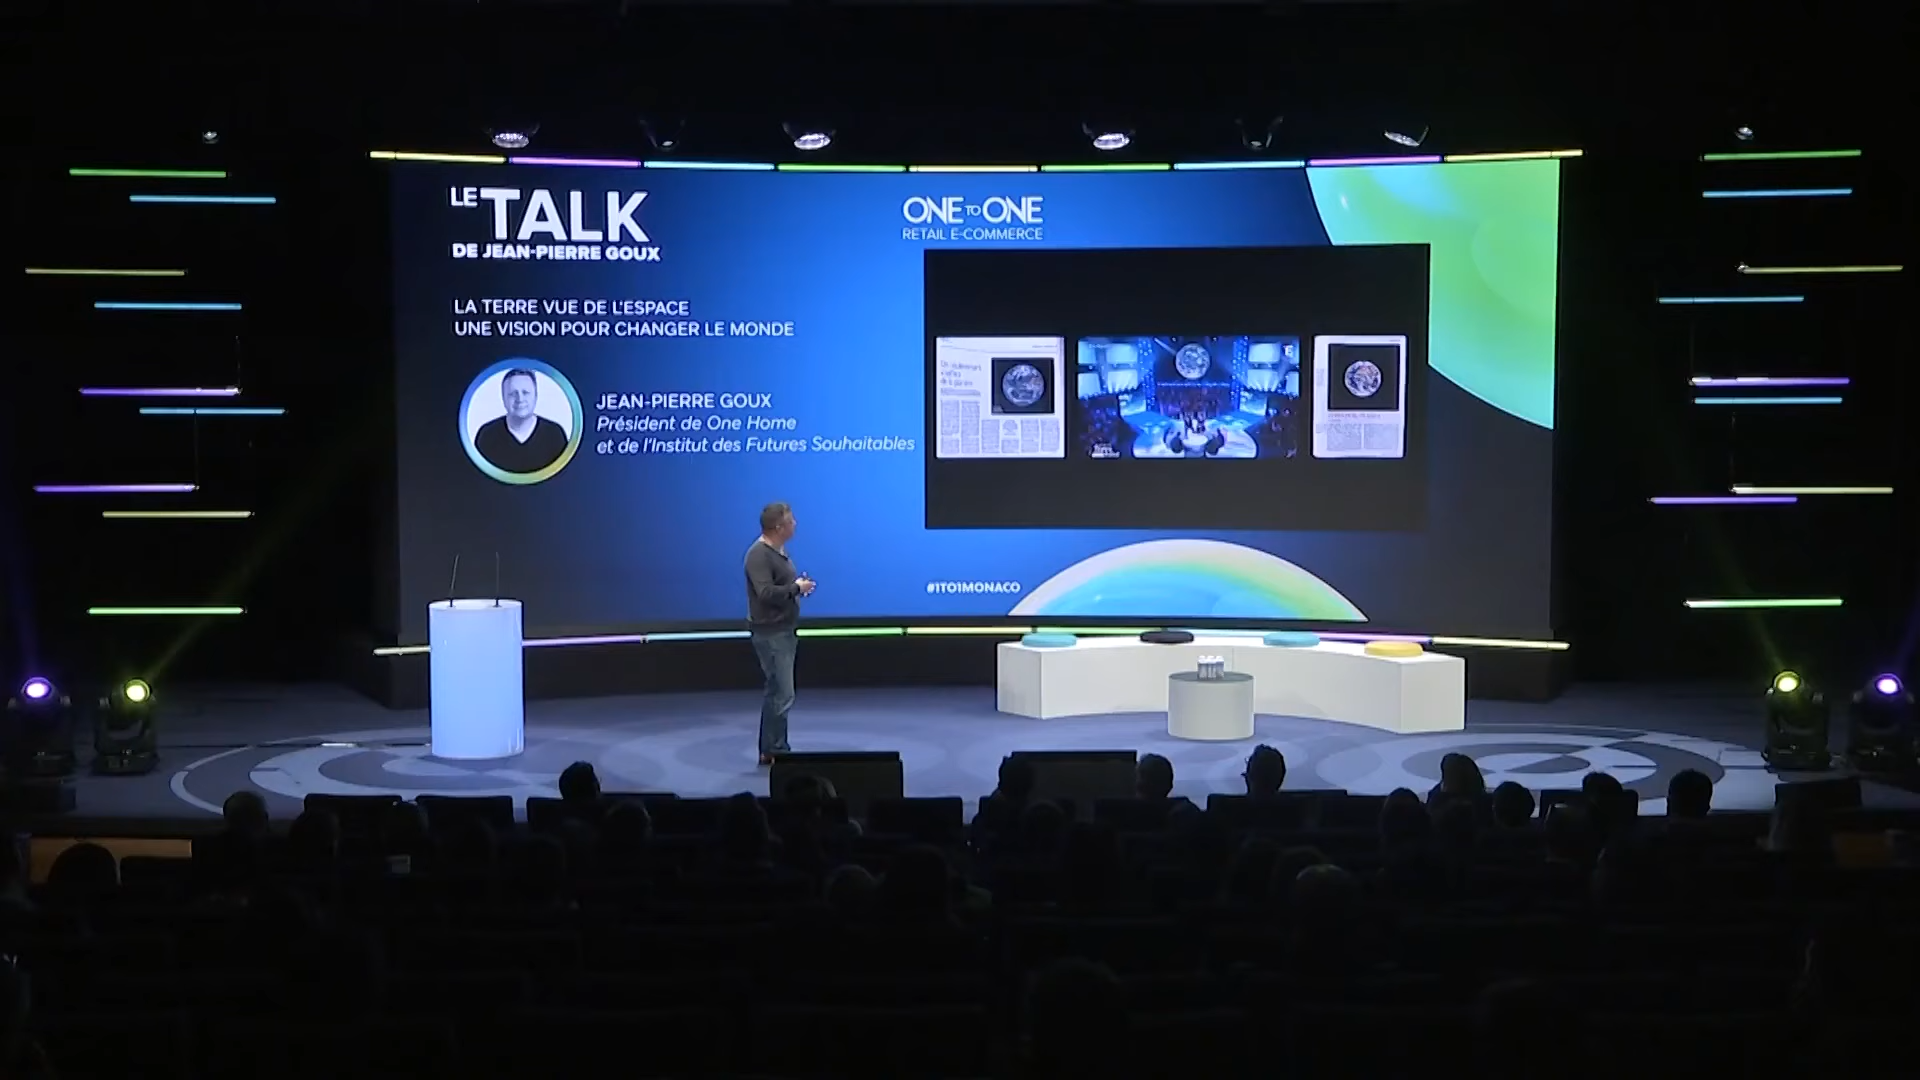 LE TALK
DE JEAN-PIERRE GOUX
LA TERRE VUE DE L'ESPACE
UNE VISION POUR CHANGER LE MONDE
JEAN-PIERRE GOUX
Président de One Home
et de l'Institut des Futures Souhaitables
ONE TO ONE
RETAIL E-COMMERCE
#1TO1MONACO